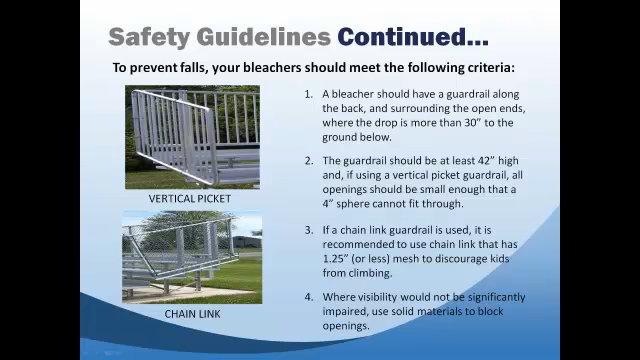 Safety Guidelines Continued...
To prevent falls, your bleachers should meet the following criteria:
VERTICAL PICKET
CHAIN LINK
1. A bleacher should have a guardrail along
the back, and surrounding the open ends,
where the drop is more than 30” to the
ground below.
2. The guardrail should be at least 42” high
and, if using a vertical picket guardrail, all
openings should be small enough that a
4” sphere cannot fit through.
3. If a chain link guardrail is used, it is
recommended to use chain link that has
1.25” (or less) mesh to discourage kids
from climbing.
4. Where visibility would not be significantly
impaired, use solid materials to block
openings.